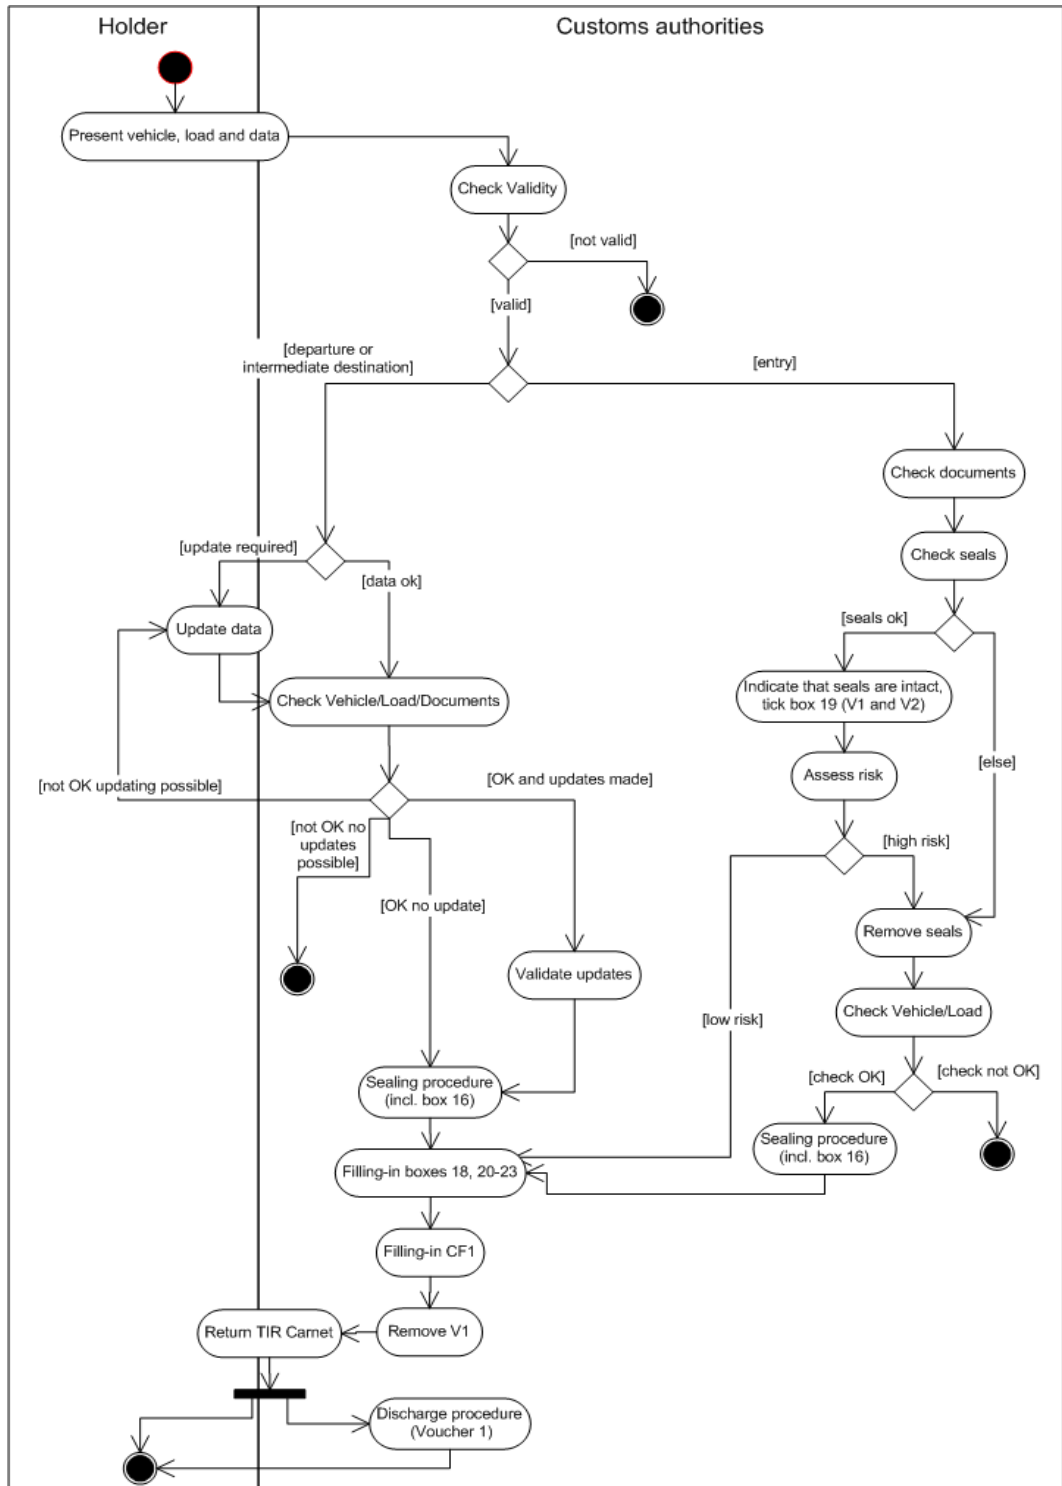 Holder
Customs authorities
Present vehicle, load and data
Check Validity
[not valid]
[valid]
[departure or
intermediate destination]
[entry]
Check documents
[update required]
Check seals
[data ok]
[seals ok]
Update data
Indicate that seals are intact,
tick box 19 (V1 and V2)
Check Vehicle/Load/Documents
[else]
Assess risk
[not OK updating possible]
[OK and updates made]
[not OK no
updates
possible]
[high risk]
[OK no update]
Remove seals
Validate updates
Check Vehicle/Load
[low risk]
[check OK]
[check not OK]
Sealing procedure
(incl. box 16)
Sealing procedure
(incl. box 16)
Filling-in boxes 18, 20-23
Filling-in CF1
Return TIR Carnet
Remove V1
Discharge procedure
(Voucher 1)